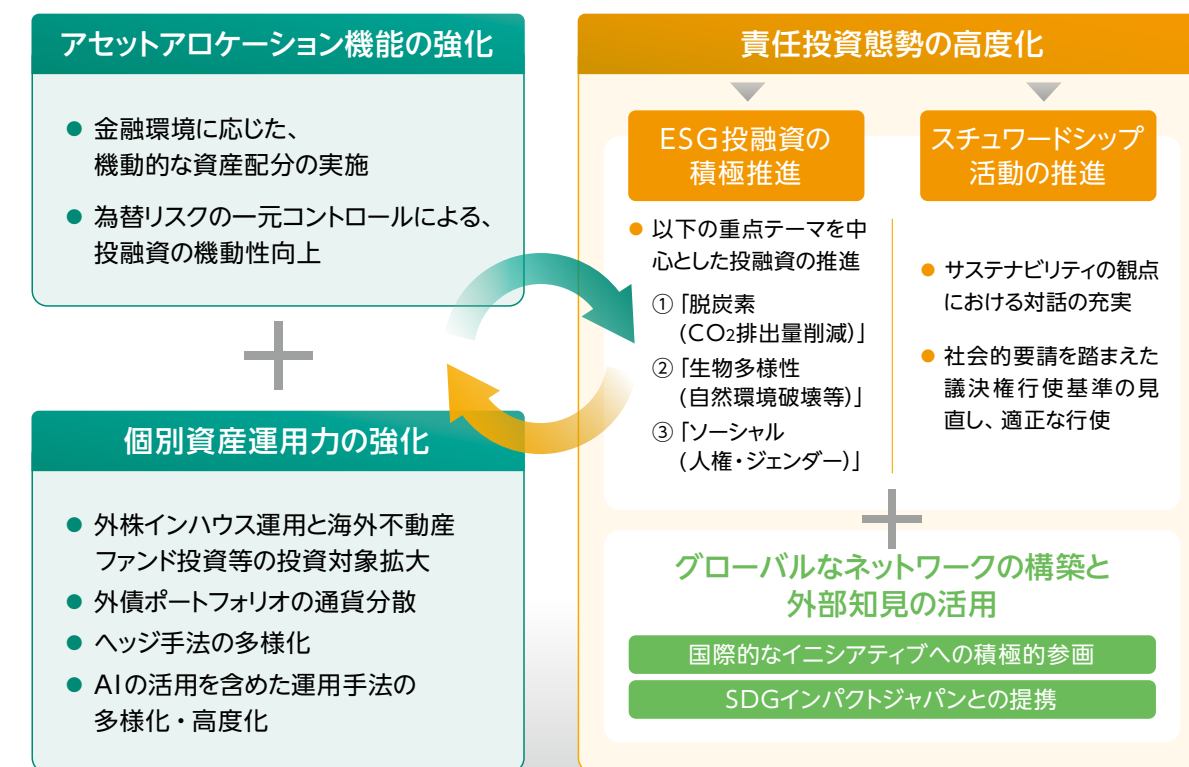 アセットアロケーション機能の強化
● 金融環境に応じた、
機動的な資産配分の実施
● 為替リスクの一元コントロールによる、
投融資の機動性向上
+
個別資産運用力の強化
● 外株インハウス運用と海外不動産
ファンド投資等の投資対象拡大
● 外債ポートフォリオの通貨分散
● ヘッジ手法の多様化
● AIの活用を含めた運用手法の
多様化・高度化
責任投資態勢の高度化
ESG投融資の
積極推進
● 以下の重点テーマを中
心とした投融資の推進
①「脱炭素
(CO₂排出量削減)」
②「生物多様性
(自然環境破壊等)」
③「ソーシャル
(人権・ジェンダー)」
スチュワードシップ
活動の推進
● サステナビリティの観点
における対話の充実
● 社会的要請を踏まえた
議決権行使基準の見
直し、適正な行使
+
グローバルなネットワークの構築と
外部知見の活用
国際的なイニシアティブへの積極的参画
SDGインパクトジャパンとの提携